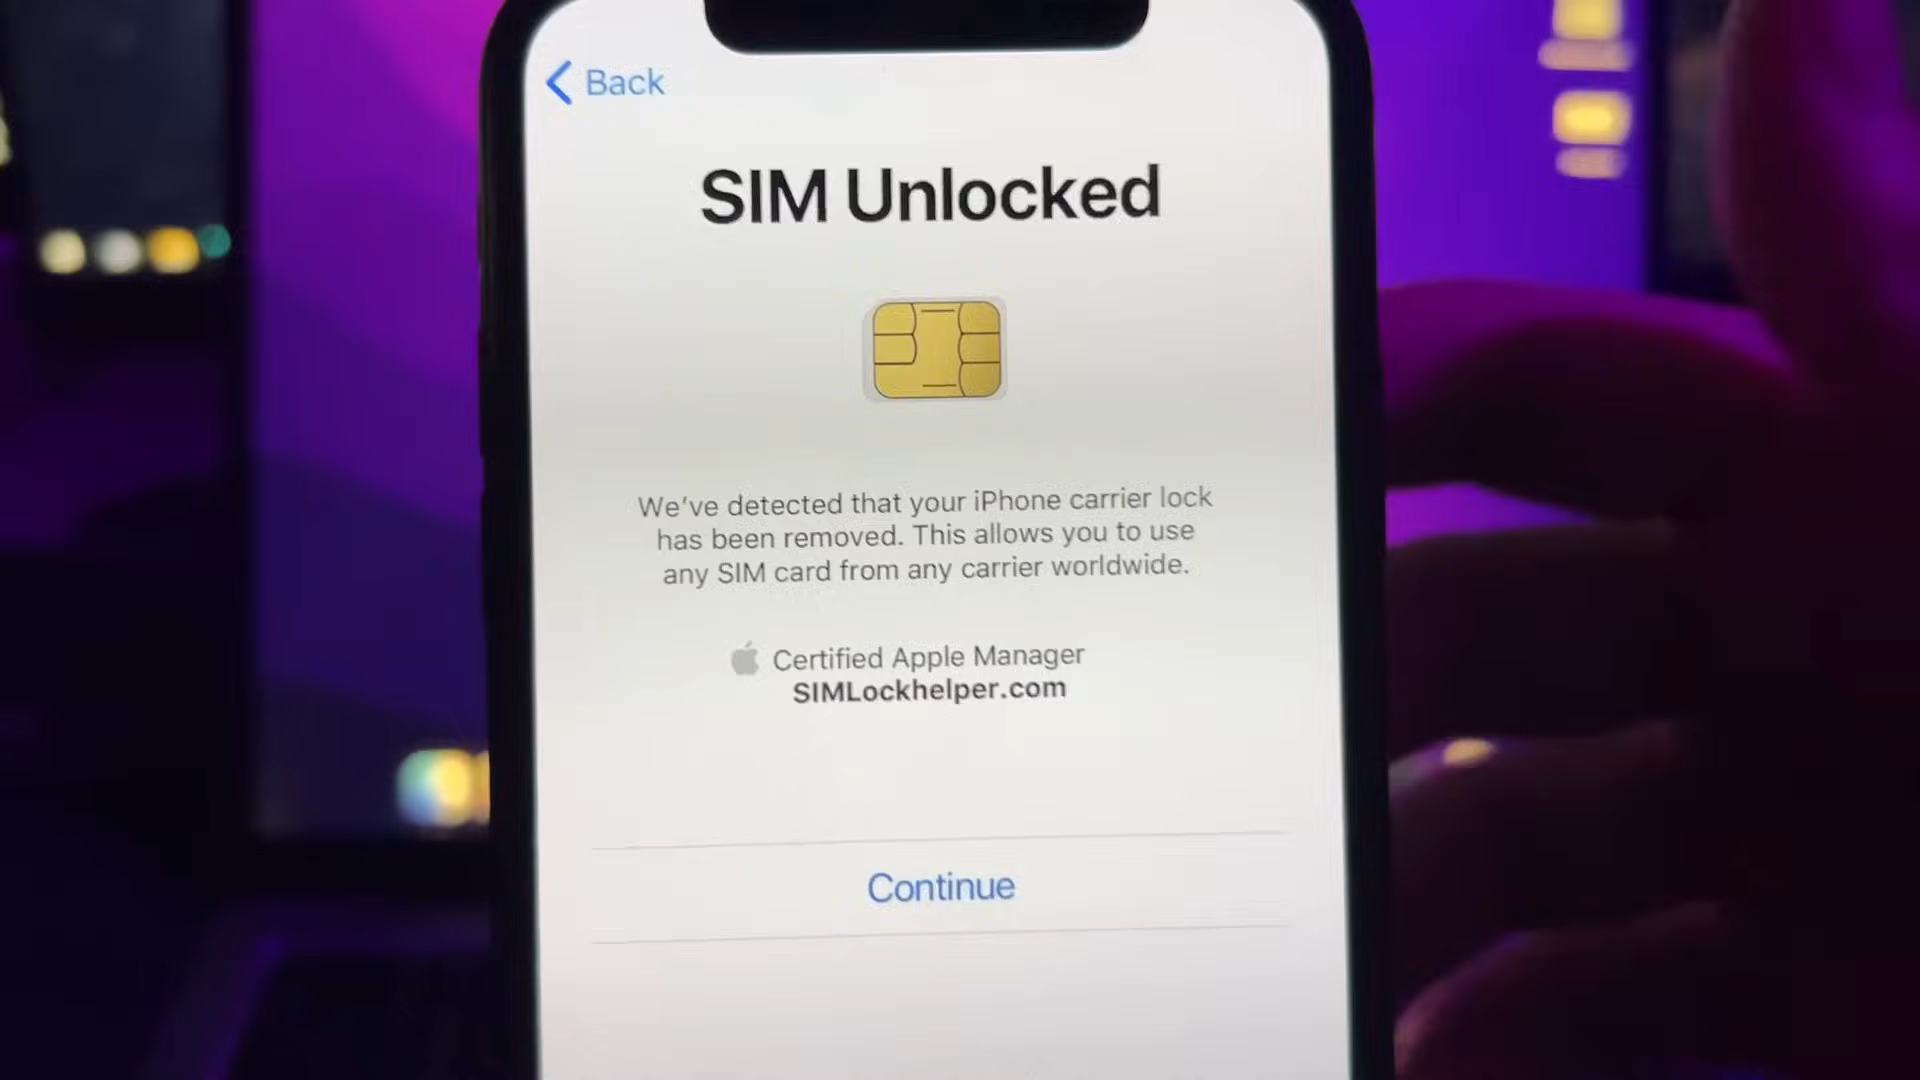 Back
SIM Unlocked
We've detected that your iPhone carrier lock
has been removed. This allows you to use
any SIM card from any carrier worldwide.
Certified Apple Manager
SIMLockhelper.com
Continue